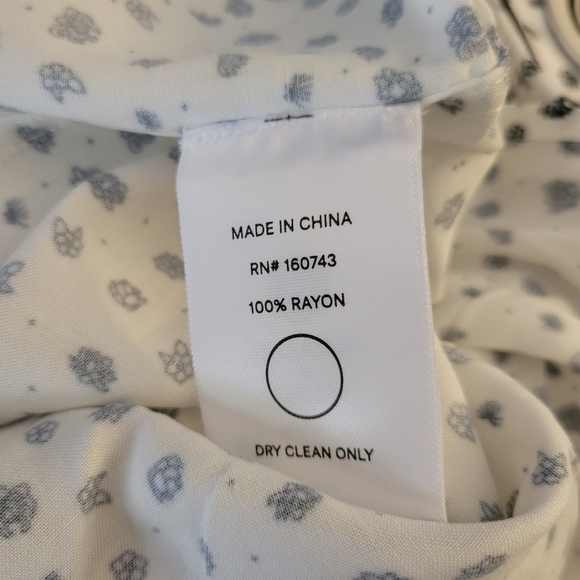 MADE IN CHINA
RN# 160743
100% RAYON
DRY CLEAN ONLY